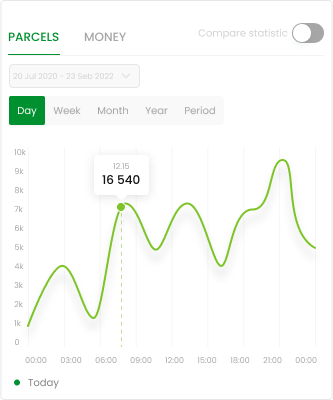 PARCELS MONEY Compare statistic
20 Jul 2020 - 23 Sep 2022
Day Week Month Year Period
10k
9k
8k
7k
6k
5k
4k
3k
2k
1k
0
12.15
16 540
00:00 03:00 06:00 09:00 12:00 15:00 18:00 21:00 00:00
Today